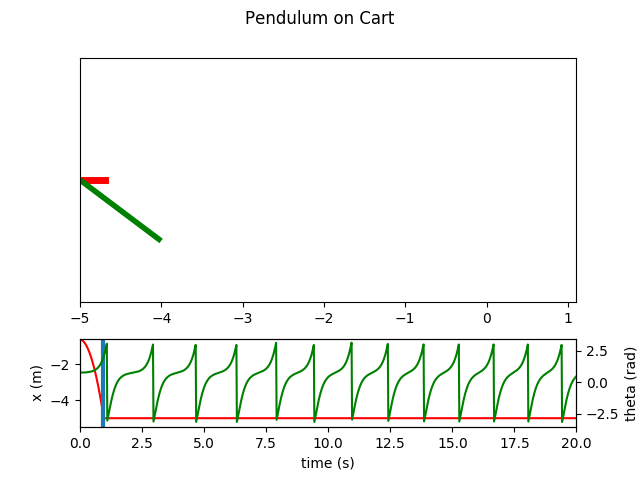 Pendulum on Cart
−5 −4 −3 −2 −1 0 1
x (m)
−2
−4
2.5
0.0
−2.5
theta (rad)
0.0 2.5 5.0 7.5 10.0 12.5 15.0 17.5 20.0
time (s)